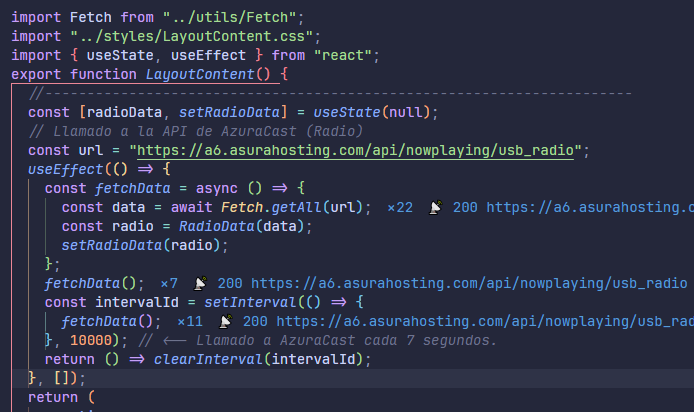 import Fetch from "../utils/Fetch";
import "../styles/LayoutContent.css";
import { useState, useEffect } from "react";
export function LayoutContent() {
//------------------------------------------------------------------------
const [radioData, setRadioData] = useState(null);
// Llamado a la API de AzuraCast (Radio)
const url = "https://a6.asurahosting.com/api/nowplaying/usb_radio";
useEffect(() => {
const fetchData = async () => {
const data = await Fetch.getAll(url); ×22 📡 200 https://a6.asurahosting.c
const radio = RadioData(data);
setRadioData(radio);
};
fetchData(); ×7 📡 200 https://a6.asurahosting.com/api/nowplaying/usb_radio
const intervalId = setInterval(() => {
fetchData(); ×11 📡 200 https://a6.asurahosting.com/api/nowplaying/usb_rad
}, 10000); // <-- Llamado a AzuraCast cada 7 segundos.
return () => clearInterval(intervalId);
}, []);
return (